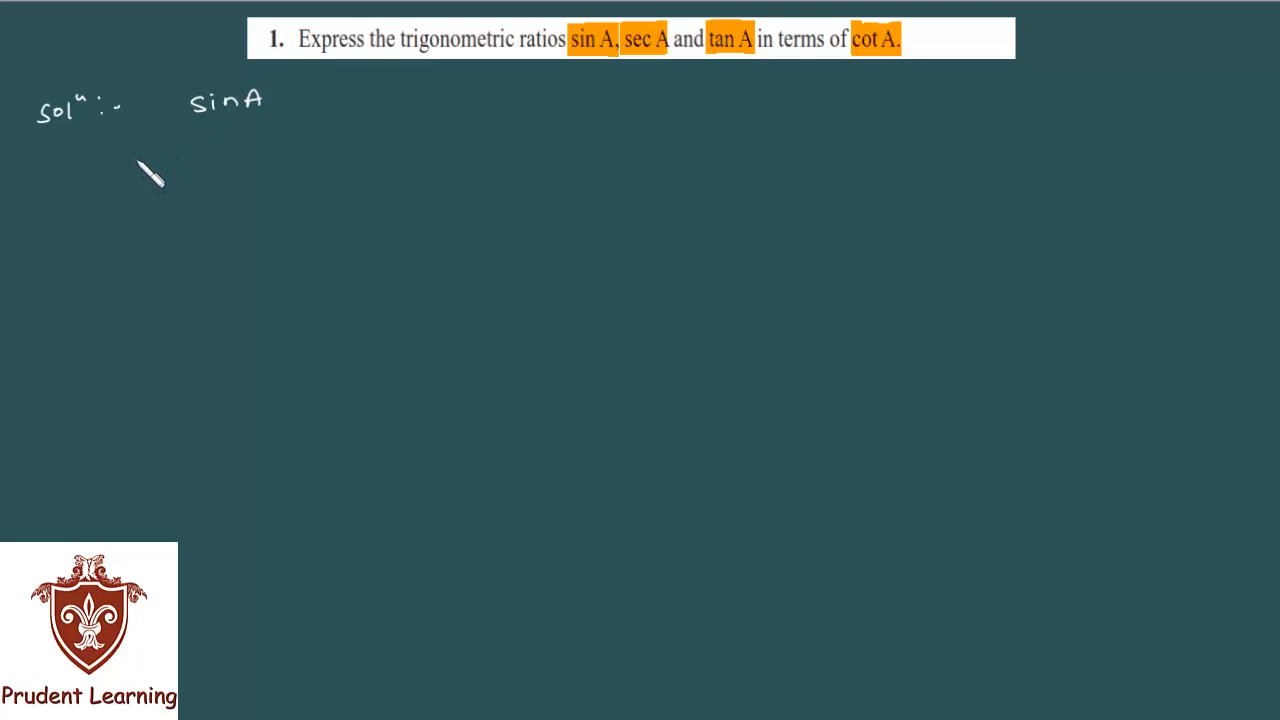 1. Express the trigonometric ratios sin A, sec A and tan A in terms of cot A.
Solⁿ :- sinA
Prudent Learning